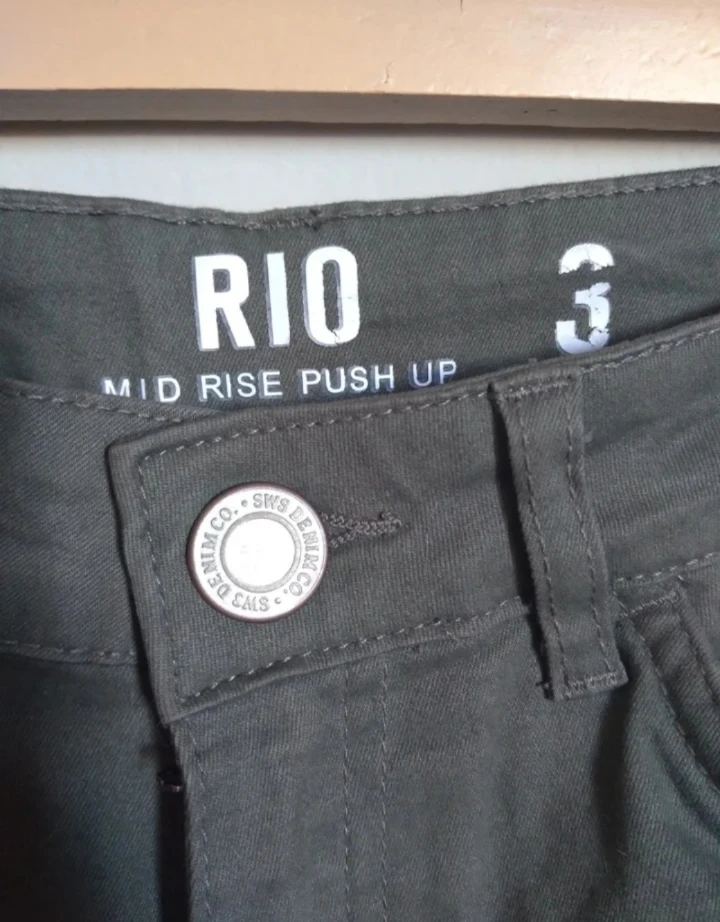 RIO
3
MID RISE PUSH UP
SWS DENIM CO. • SWS DENIM CO. •